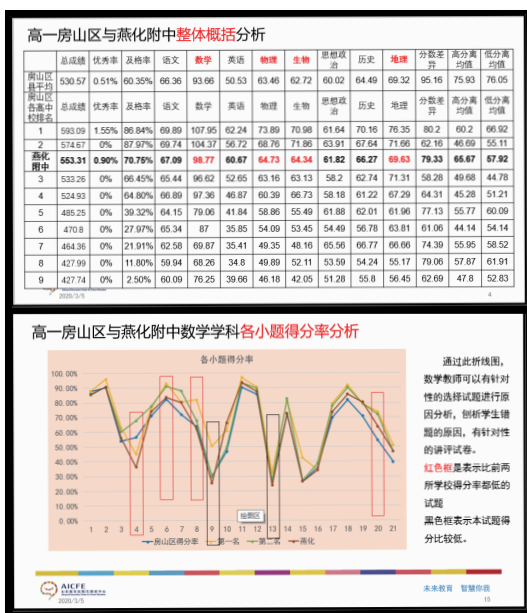 高一房山区与燕化附中整体概括分析
总成绩 优秀率 及格率 语文 数学 英语 物理 生物 思想政治 历史 地理 分数差异 高分离均值 低分离均值
房山区县平均 530.57 0.51% 60.35% 66.36 93.66 50.53 63.46 62.72 60.02 64.49 69.32 95.16 75.93 76.05
房山区各高中校排名 总成绩 优秀率 及格率 语文 数学 英语 物理 生物 思想政治 历史 地理 分数差异 高分离均值 低分离均值
1 593.09 1.55% 86.84% 69.89 107.95 62.24 73.89 70.98 61.64 70.16 76.35 80.2 60.2 66.92
2 574.67 0% 87.97% 69.74 104.37 56.72 68.76 71.86 63.91 67.64 71.66 62.16 46.69 55.11
燕化附中 553.31 0.90% 70.75% 67.09 98.77 60.67 64.73 64.34 61.82 66.27 69.63 79.33 65.67 57.92
3 533.26 0% 66.45% 65.44 96.62 52.65 63.16 63.13 58.2 62.74 71.31 58.28 49.68 44.78
4 524.93 0% 64.80% 66.89 97.36 46.87 60.39 66.73 58.18 61.22 67.29 64.31 45.28 51.21
5 485.25 0% 39.32% 64.15 79.06 41.84 58.86 55.49 61.88 62.01 61.96 77.13 55.77 60.09
6 470.8 0% 27.97% 65.34 87 35.85 54.09 53.45 54.49 56.78 63.81 61.06 44.14 54.14
7 464.36 0% 21.91% 62.58 69.87 35.41 49.35 48.16 65.56 66.77 66.66 74.39 55.95 58.52
8 427.99 0% 11.80% 59.94 68.26 34.8 49.89 52.11 53.59 54.24 55.17 79.06 57.87 61.91
9 427.74 0% 2.50% 60.09 76.25 39.66 46.18 42.05 51.28 55.8 56.45 62.69 47.8 52.83
2020/3/5 4
高一房山区与燕化附中数学学科各小题得分率分析
各小题得分率
100.00%
90.00%
80.00%
70.00%
60.00%
50.00%
40.00%
30.00%
20.00%
10.00%
0.00%
1 2 3 4 5 6 7 8 9 10 11 12 13 14 15 16 17 18 19 20 21
绘图区
房山区得分率 第一名 第二名 燕化
通过此折线图，
数学教师可以有针对
性的选择试题进行原
因分析，剖析学生错
题的原因，有针对性
的讲评试卷。
红色框是表示比前两
所学校得分率都低的
试题
黑色框表示本试题得
分比较低。
AICFE
未来教育 智慧你我
2020/3/5 15